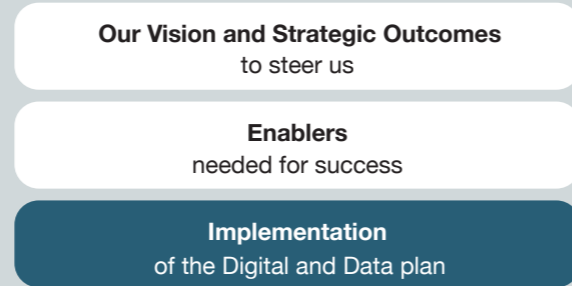 Our Vision and Strategic Outcomes
to steer us
Enablers
needed for success
Implementation
of the Digital and Data plan